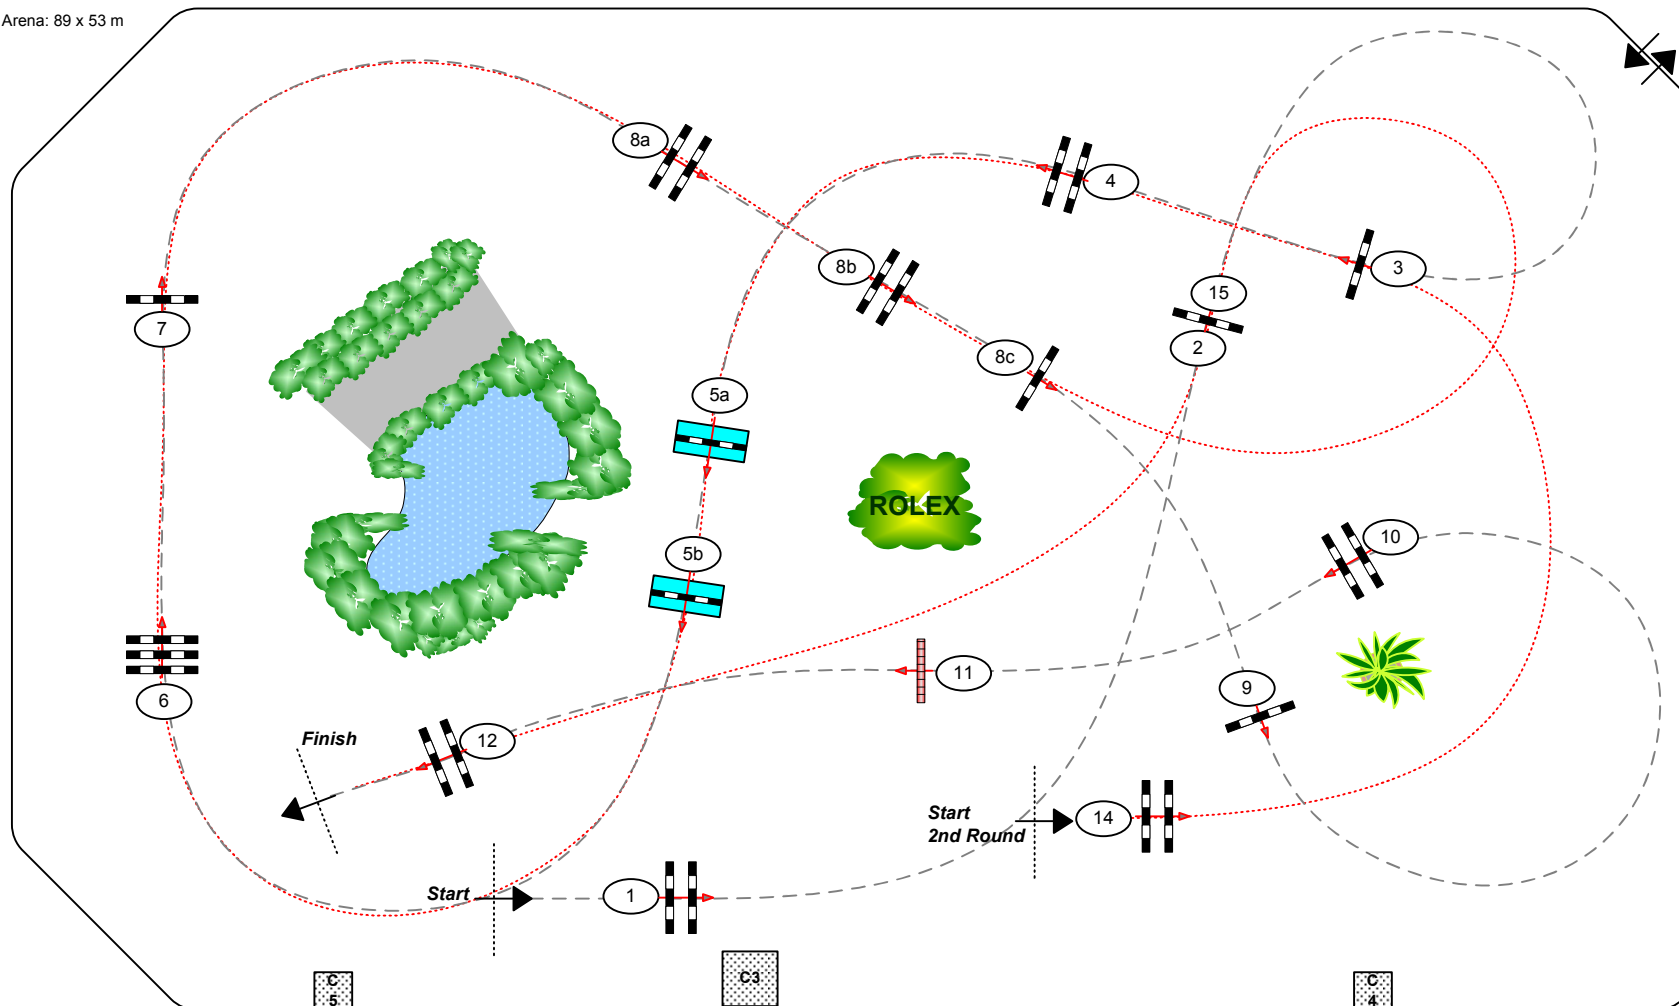 Arena: 89 x 53 m
8a
4
8b
3
15
7
2
8c
5a
ROLEX
10
5b
11
9
6
Finish
12
Start
2nd Round
14
Start
1
C
5
C3
C
4